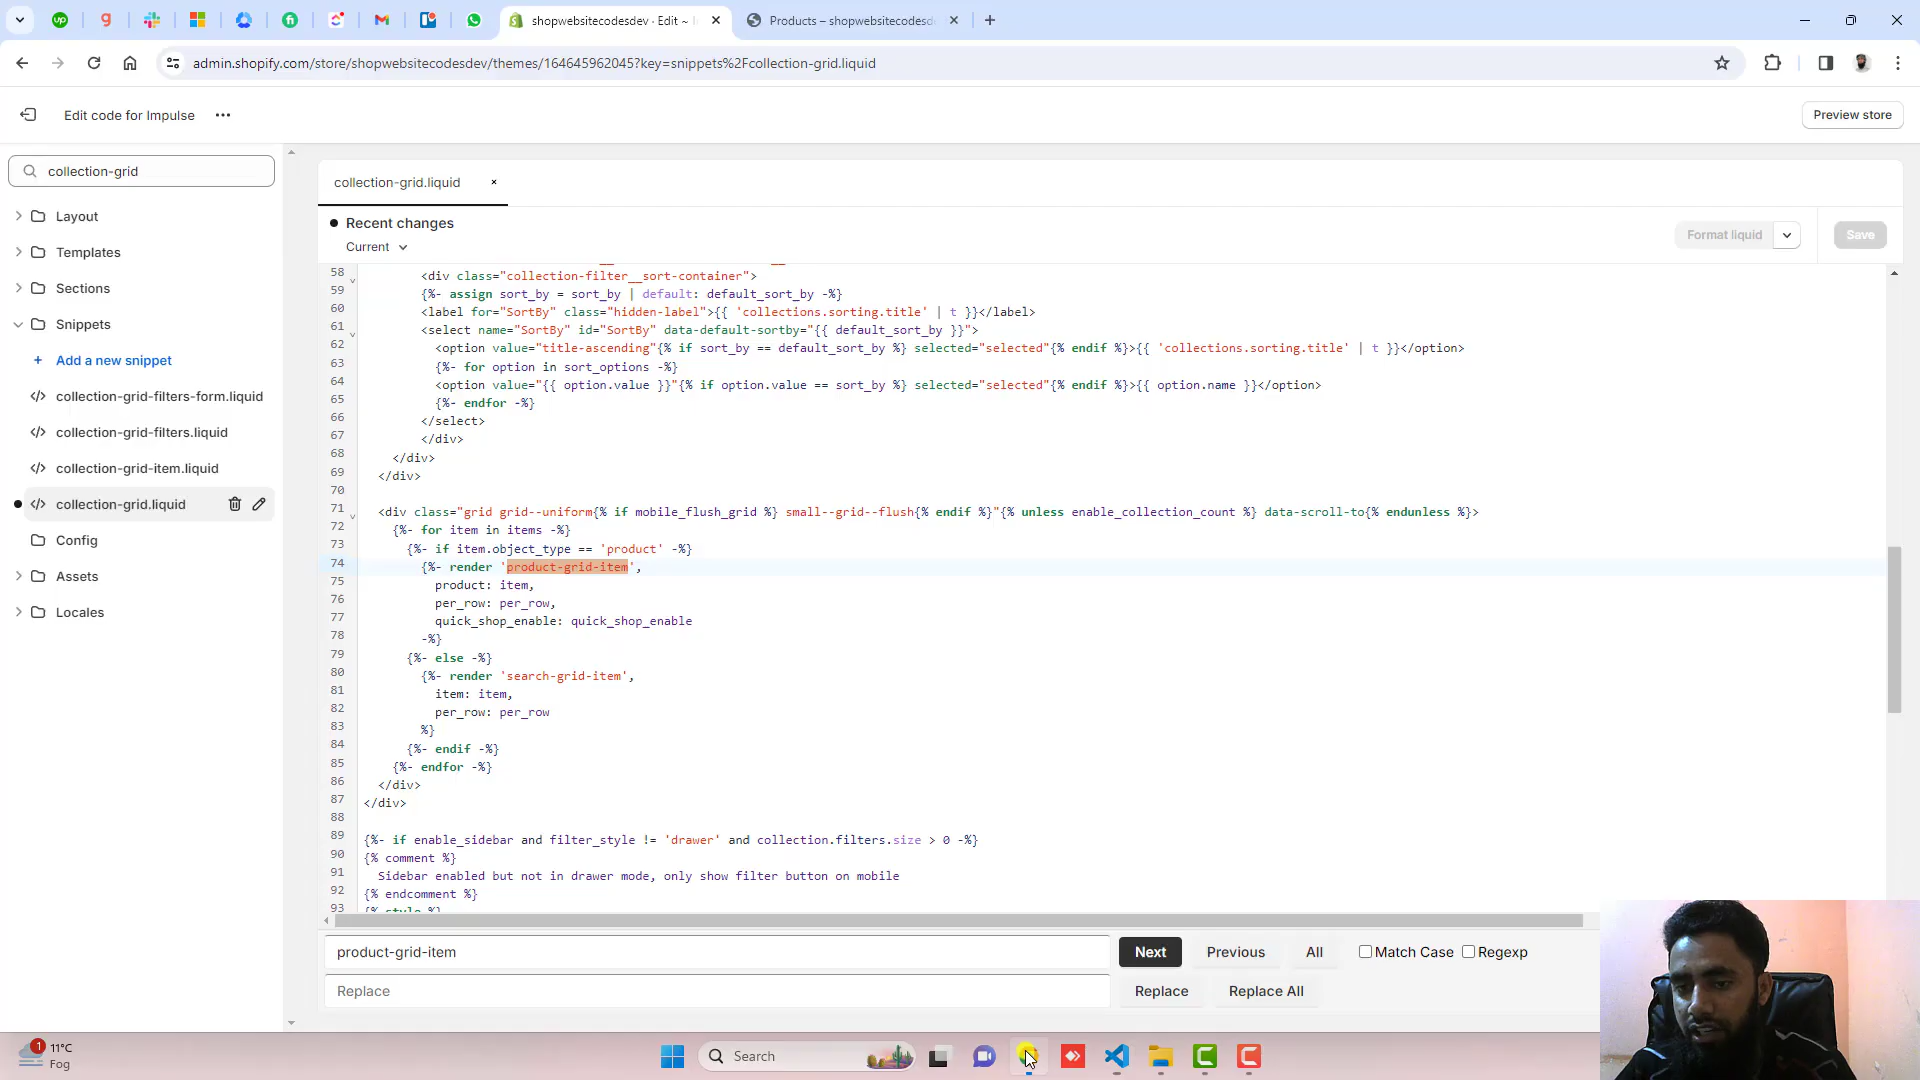 shopwebsitecodesdev · Edit ~
Products – shopwebsitecodesd
admin.shopify.com/store/shopwebsitecodesdev/themes/164645962045?key=snippets%2Fcollection-grid.liquid
Edit code for Impulse
Preview store
collection-grid
Layout
Templates
Sections
Snippets
Add a new snippet
collection-grid-filters-form.liquid
collection-grid-filters.liquid
collection-grid-item.liquid
collection-grid.liquid
Config
Assets
Locales
collection-grid.liquid
Recent changes
Current
Format liquid
Save
58 <div class="collection-filter__sort-container">
59 {%- assign sort_by = sort_by | default: default_sort_by -%}
60 <label for="SortBy" class="hidden-label">{{ 'collections.sorting.title' | t }}</label>
61 <select name="SortBy" id="SortBy" data-default-sortby="{{ default_sort_by }}">
62 <option value="title-ascending"{% if sort_by == default_sort_by %} selected="selected"{% endif %}>{{ 'collections.sorting.title' | t }}</option>
63 {%- for option in sort_options -%}
64 <option value="{{ option.value }}"{% if option.value == sort_by %} selected="selected"{% endif %}>{{ option.name }}</option>
65 {%- endfor -%}
66 </select>
67 </div>
68 </div>
69 </div>
70
71 <div class="grid grid--uniform{% if mobile_flush_grid %} small--grid--flush{% endif %}"{% unless enable_collection_count %} data-scroll-to{% endunless %}>
72 {%- for item in items -%}
73 {%- if item.object_type == 'product' -%}
74 {%- render 'product-grid-item',
75 product: item,
76 per_row: per_row,
77 quick_shop_enable: quick_shop_enable
78 -%}
79 {%- else -%}
80 {%- render 'search-grid-item',
81 item: item,
82 per_row: per_row
83 %}
84 {%- endif -%}
85 {%- endfor -%}
86 </div>
87 </div>
88
89 {%- if enable_sidebar and filter_style != 'drawer' and collection.filters.size > 0 -%}
90 {% comment %}
91 Sidebar enabled but not in drawer mode, only show filter button on mobile
92 {% endcomment %}
93 {% style %}
product-grid-item
Next
Previous
All
Match Case
Regexp
Replace
Replace
Replace All
1
11°C
Fog
Search